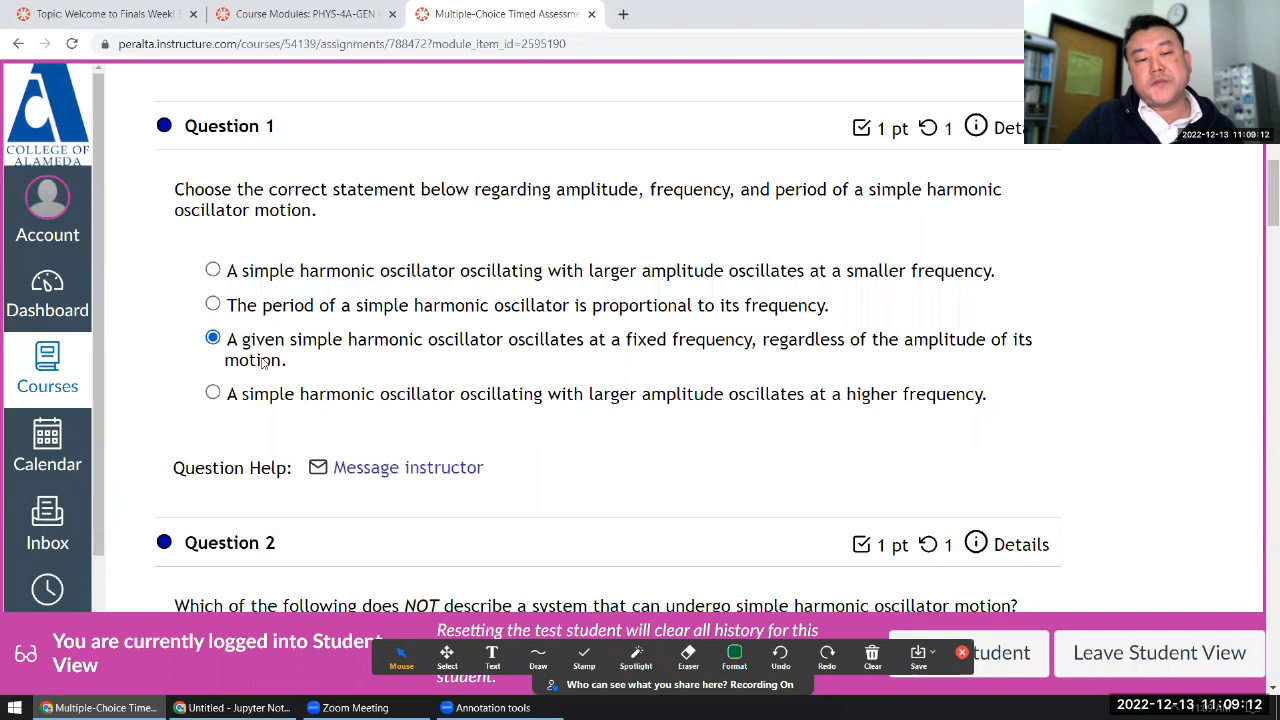 Topic: Welcome to Finals Week!
Course Modules: PHYS-4A-GEN
Multiple-Choice Timed Assessme
peralta.instructure.com/courses/54139/assignments/788472?module_item_id=2595190
2022-12-13 11:09:12
COLLEGE OF
ALAMEDA
Account
Dashboard
Courses
Calendar
Inbox
Question 1
1 pt
1
Choose the correct statement below regarding amplitude, frequency, and period of a simple harmonic
oscillator motion.
A simple harmonic oscillator oscillating with larger amplitude oscillates at a smaller frequency.
The period of a simple harmonic oscillator is proportional to its frequency.
A given simple harmonic oscillator oscillates at a fixed frequency, regardless of the amplitude of its
motion.
A simple harmonic oscillator oscillating with larger amplitude oscillates at a higher frequency.
Question Help:
Message instructor
Question 2
1 pt
1
Details
Which of the following does NOT describe a system that can undergo simple harmonic oscillator motion?
You are currently logged into Student
View
Resetting the test student will clear all history for this
student.
Leave Student View
Mouse
Select
Text
Draw
Stamp
Spotlight
Eraser
Format
Undo
Redo
Clear
Save
Who can see what you share here? Recording On
Multiple-Choice Time...
Untitled - Jupyter Not...
Zoom Meeting
Annotation tools
2022-12-13 11:09:12